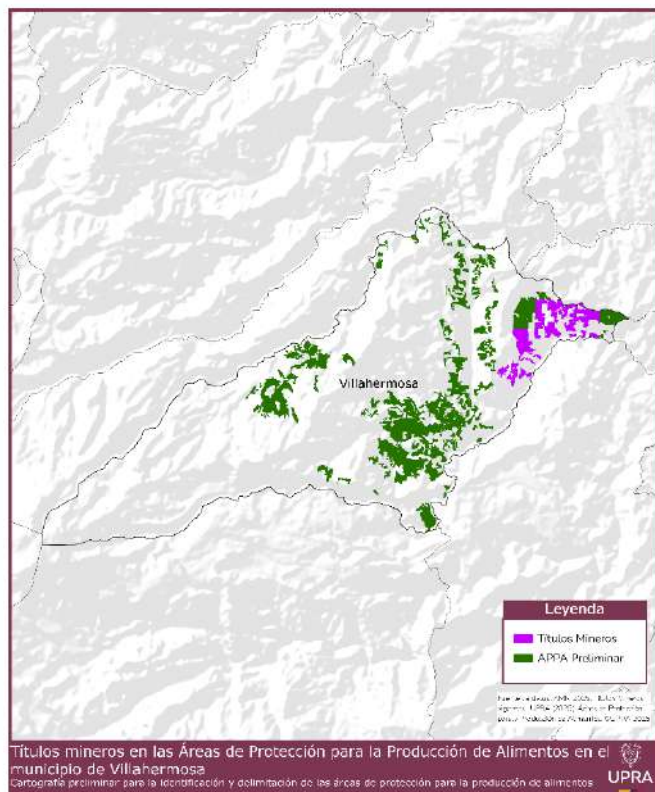 Villahermosa
Leyenda
Títulos Mineros
APPA Preliminar
Títulos mineros en las Áreas de Protección para la Producción de Alimentos en el
municipio de Villahermosa
Cartografía preliminar para la identificación y delimitación de las áreas de protección para la producción de alimentos
UPRA